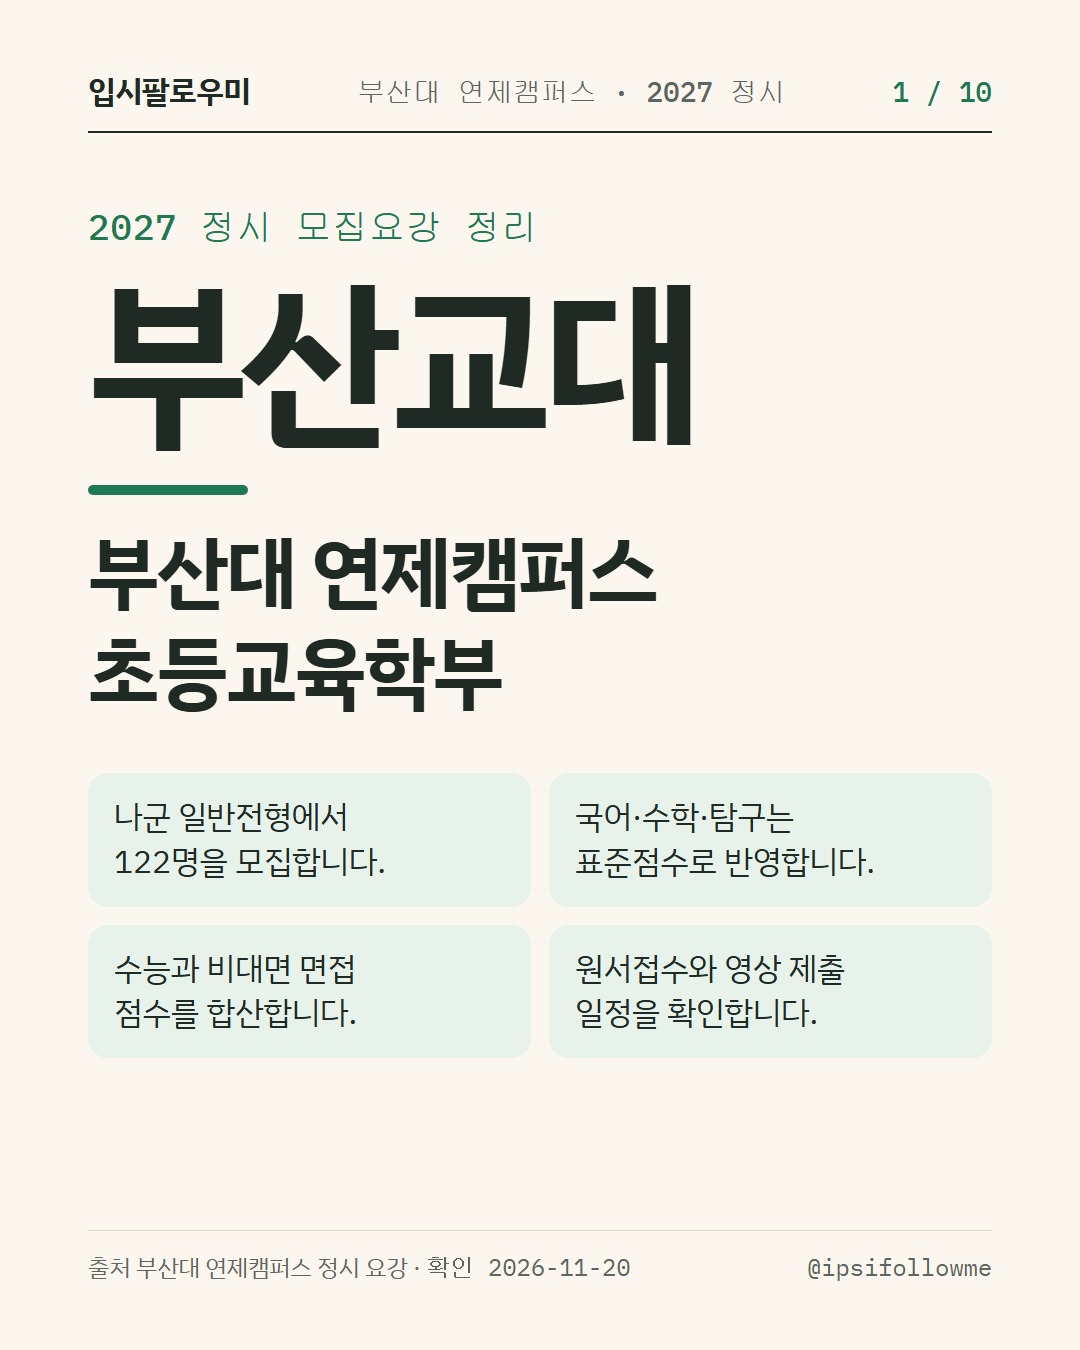 입시팔로우미
부산대 연제캠퍼스 · 2027 정시
1 / 10
2027 정시 모집요강 정리
부산교대
부산대 연제캠퍼스
초등교육학부
나군 일반전형에서
122명을 모집합니다.
국어·수학·탐구는
표준점수로 반영합니다.
수능과 비대면 면접
점수를 합산합니다.
원서접수와 영상 제출
일정을 확인합니다.
출처 부산대 연제캠퍼스 정시 요강 · 확인 2026-11-20
@ipsifollowme